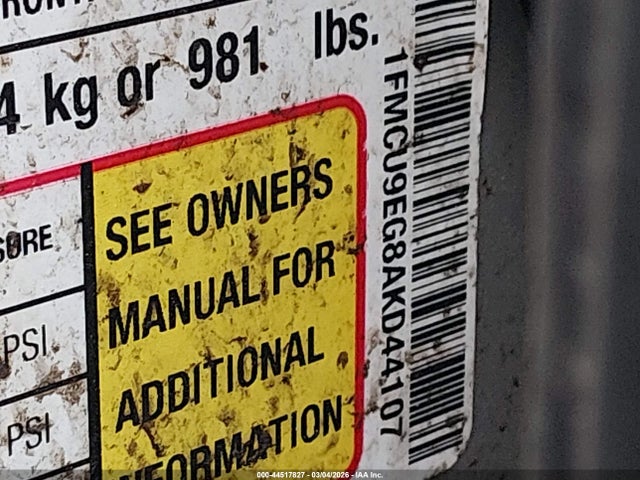 4 kg or 981 lbs.
SURE
PSI
PSI
SEE OWNERS
MANUAL FOR
ADDITIONAL
INFORMATION
1FMCU9EG8AKD44107
000-44517827 - 03/04/2026 - IAA Inc.